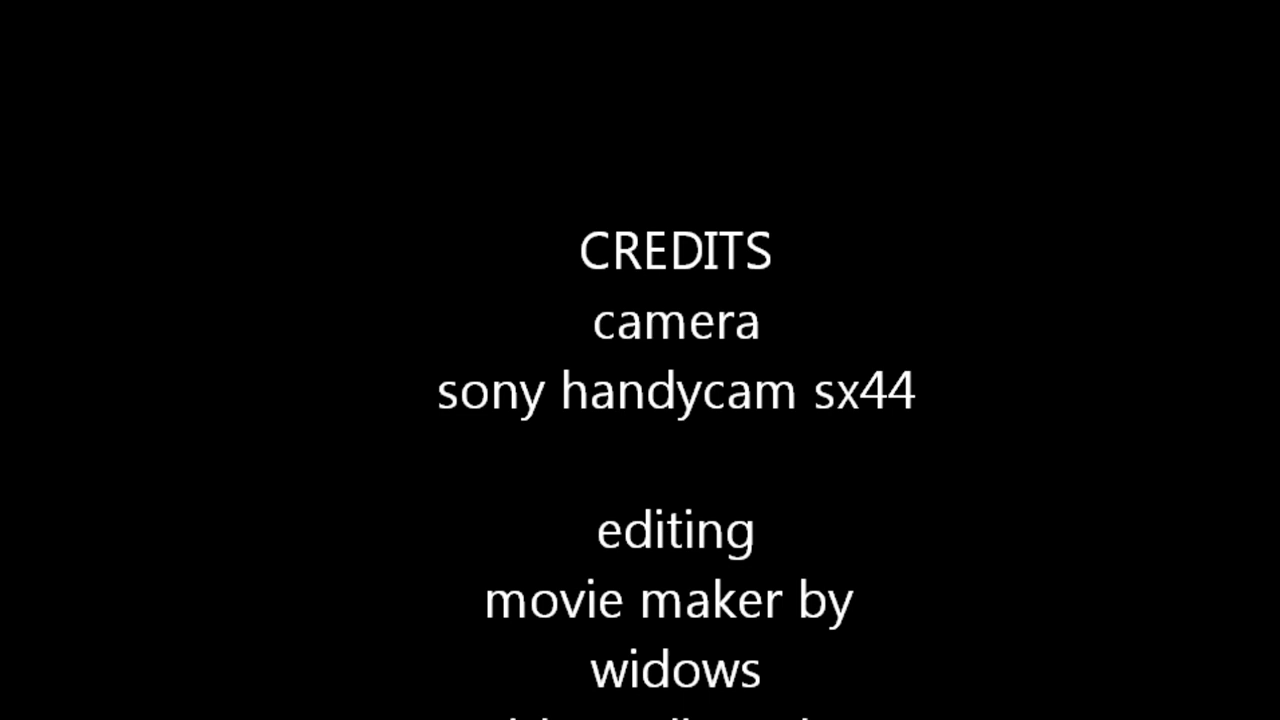 CREDITS
camera
sony handycam sx44
editing
movie maker by
widows